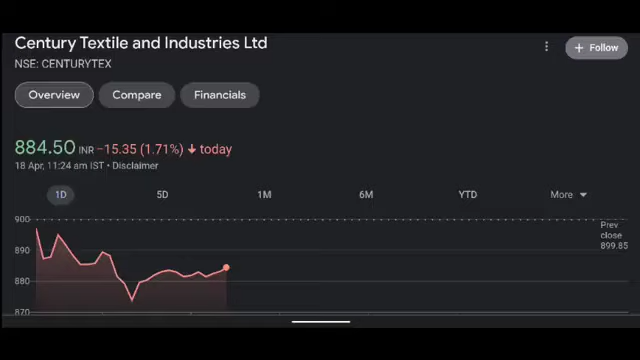 Century Textile and Industries Ltd
+ Follow
NSE: CENTURYTEX
Overview
Compare
Financials
884.50 INR −15.35 (1.71%) ↓ today
18 Apr, 11:24 am IST • Disclaimer
1D 5D 1M 6M YTD More
900
Prev
close
899.85
890
880
870